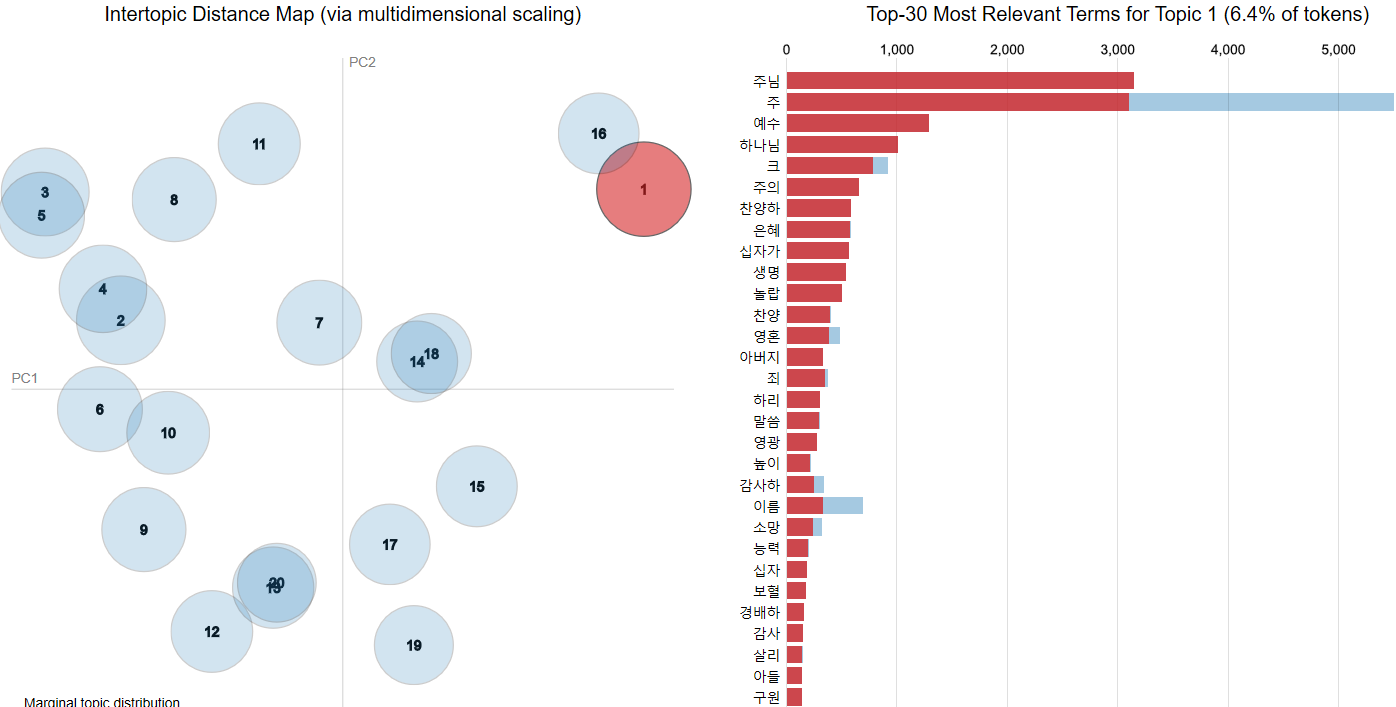 Intertopic Distance Map (via multidimensional scaling)
PC2
PC1
11
16
1
3
5
8
4
2
7
18
14
6
10
15
9
17
20
13
12
19
Marginal topic distribution
Top-30 Most Relevant Terms for Topic 1 (6.4% of tokens)
0 1,000 2,000 3,000 4,000 5,000
주님
주
예수
하나님
크
주의
찬양하
은혜
십자가
생명
놀랍
찬양
영혼
아버지
죄
하리
말씀
영광
높이
감사하
이름
소망
능력
십자
보혈
경배하
감사
살리
아들
구원